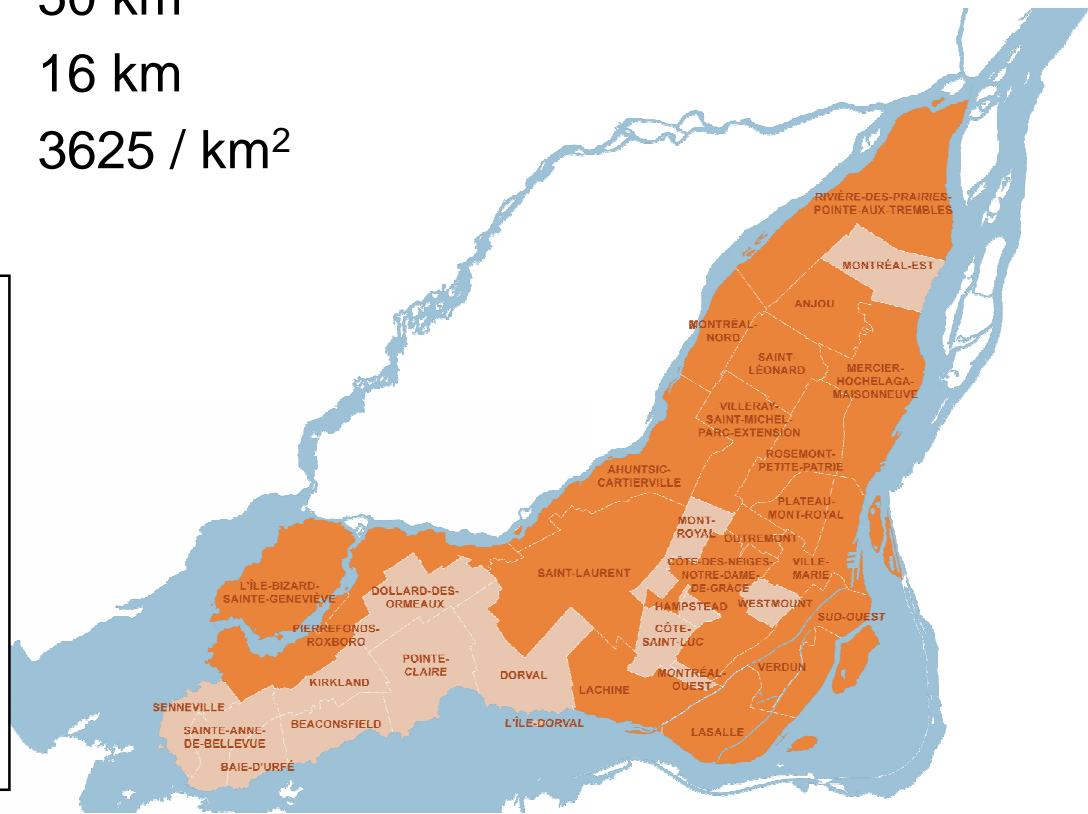 50 km
16 km
3625 / km²
RIVIÈRE-DES-PRAIRIES-
POINTE-AUX-TREMBLES
MONTRÉAL-EST
ANJOU
MONTRÉAL-
NORD
SAINT-
LÉONARD
MERCIER-
HOCHELAGA-
MAISONNEUVE
VILLERAY-
SAINT-MICHEL-
PARC-EXTENSION
ROSEMONT-
PETITE-PATRIE
AHUNTSIC-
CARTIERVILLE
PLATEAU-
MONT-ROYAL
MONT-
ROYAL
OUTREMONT
SAINT-LAURENT
CÔTE-DES-NEIGES-
NOTRE-DAME-
DE-GRÂCE
VILLE-
MARIE
L'ÎLE-BIZARD-
SAINTE-GENEVIÈVE
DOLLARD-DES-
ORMEAUX
HAMPSTEAD
WESTMOUNT
SUD-OUEST
PIERREFONDS-
ROXBORO
CÔTE-
SAINT-LUC
POINTE-
CLAIRE
DORVAL
VERDUN
MONTRÉAL-
OUEST
KIRKLAND
LACHINE
SENNEVILLE
BEACONSFIELD
L'ÎLE-DORVAL
SAINTE-ANNE-
DE-BELLEVUE
LASALLE
BAIE-D'URFÉ